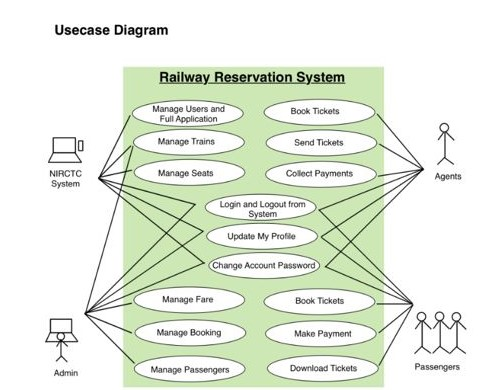 Usecase Diagram
Railway Reservation System
Manage Users and
Full Application
Book Tickets
Manage Trains
Send Tickets
Manage Seats
Collect Payments
NIRCTC
System
Agents
Login and Logout from
System
Update My Profile
Change Account Password
Manage Fare
Book Tickets
Manage Booking
Make Payment
Manage Passengers
Download Tickets
Admin
Passengers